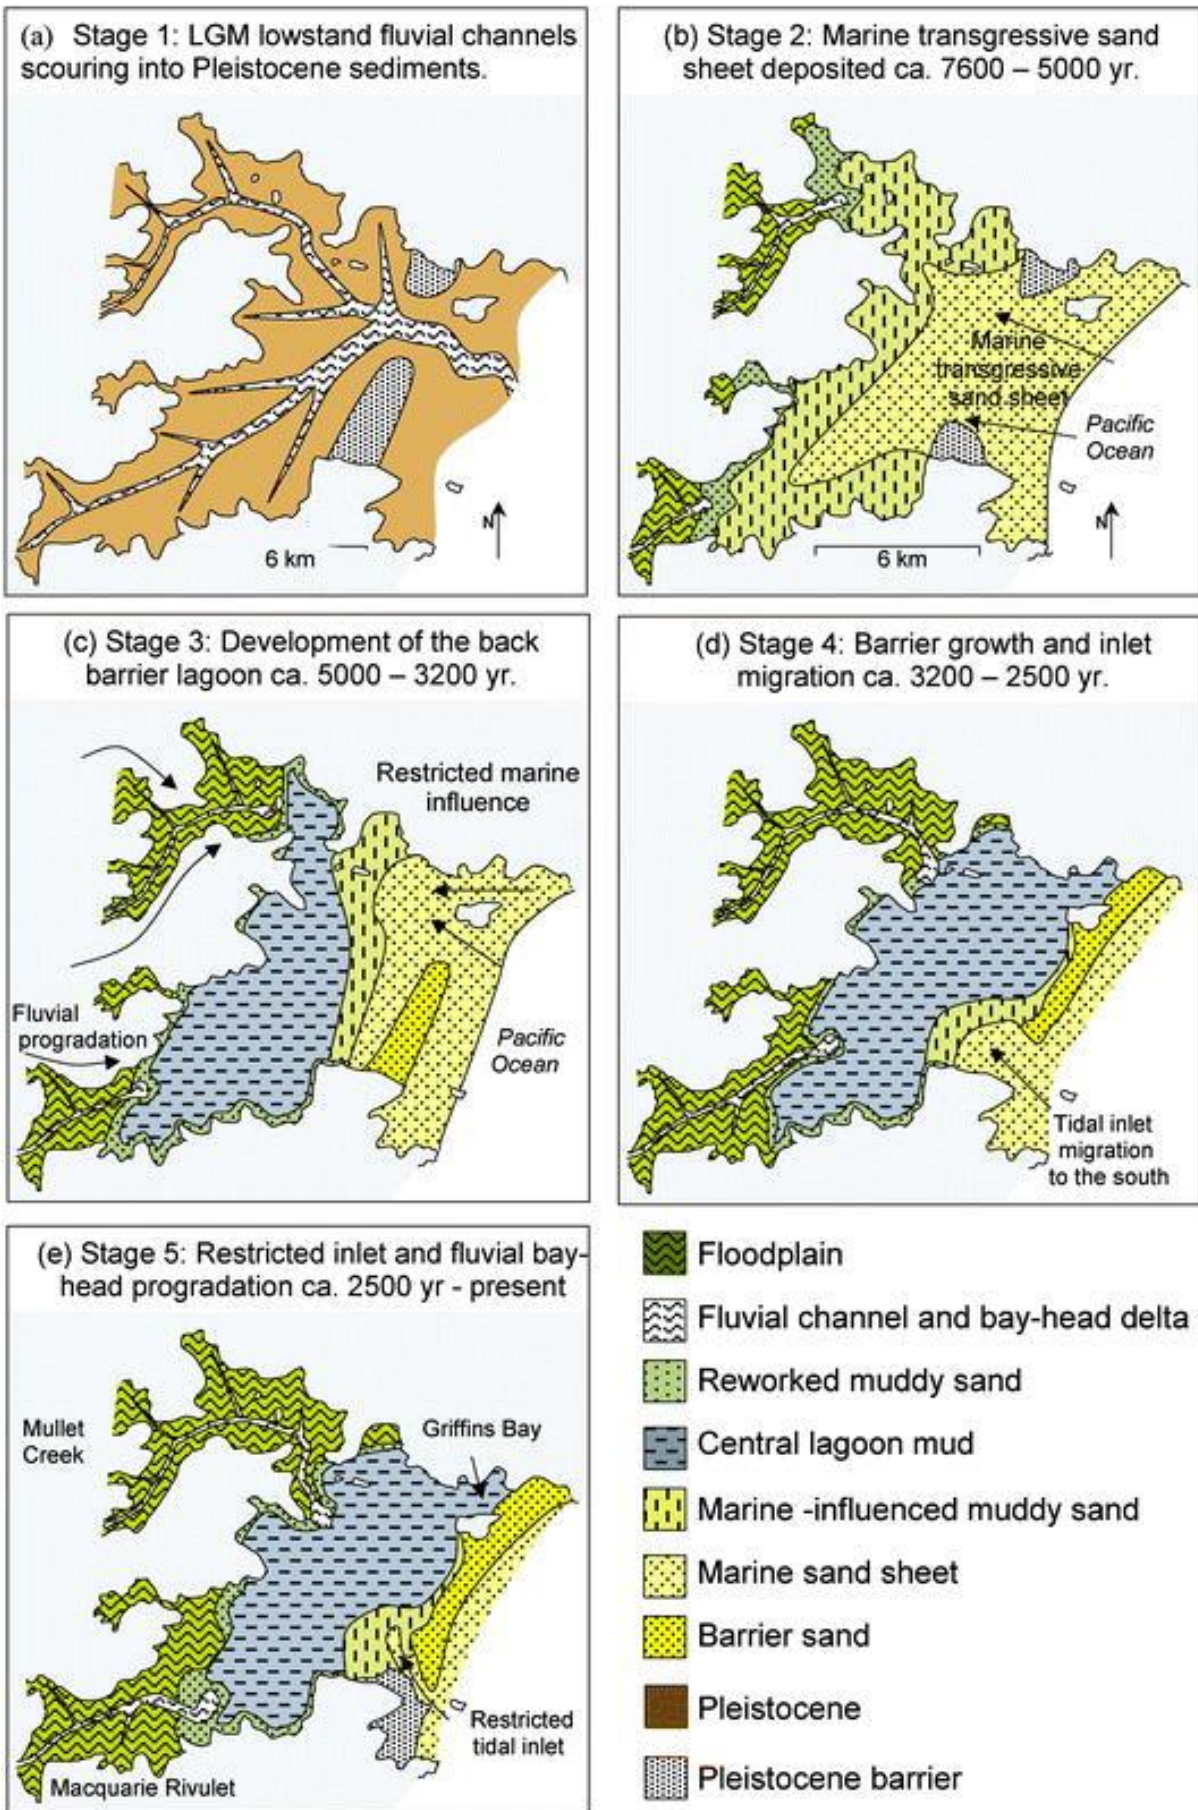 (a) Stage 1: LGM lowstand fluvial channels
scouring into Pleistocene sediments.
6 km
N
(b) Stage 2: Marine transgressive sand
sheet deposited ca. 7600 – 5000 yr.
Marine
transgressive
sand sheet
Pacific
Ocean
N
6 km
(c) Stage 3: Development of the back
barrier lagoon ca. 5000 – 3200 yr.
Restricted marine
influence
Fluvial
progradation
Pacific
Ocean
(d) Stage 4: Barrier growth and inlet
migration ca. 3200 – 2500 yr.
Tidal inlet
migration
to the south
(e) Stage 5: Restricted inlet and fluvial bay-
head progradation ca. 2500 yr - present
Mullet
Creek
Griffins Bay
Restricted
tidal inlet
Macquarie Rivulet
Floodplain
Fluvial channel and bay-head delta
Reworked muddy sand
Central lagoon mud
Marine -influenced muddy sand
Marine sand sheet
Barrier sand
Pleistocene
Pleistocene barrier